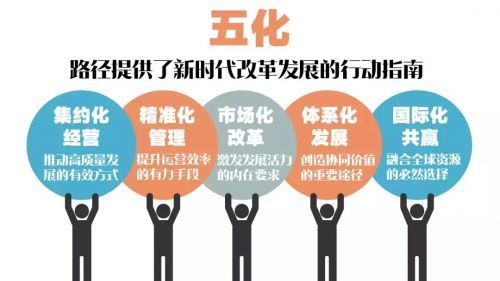 五化
路径提供了新时代改革发展的行动指南
集约化
经营
推动高质量发
展的有效方式
精准化
管理
提升运营效率
的有力手段
市场化
改革
激发发展活力
的内在要求
体系化
发展
创造协同价值
的重要途径
国际化
共赢
融合全球资源
的必然选择